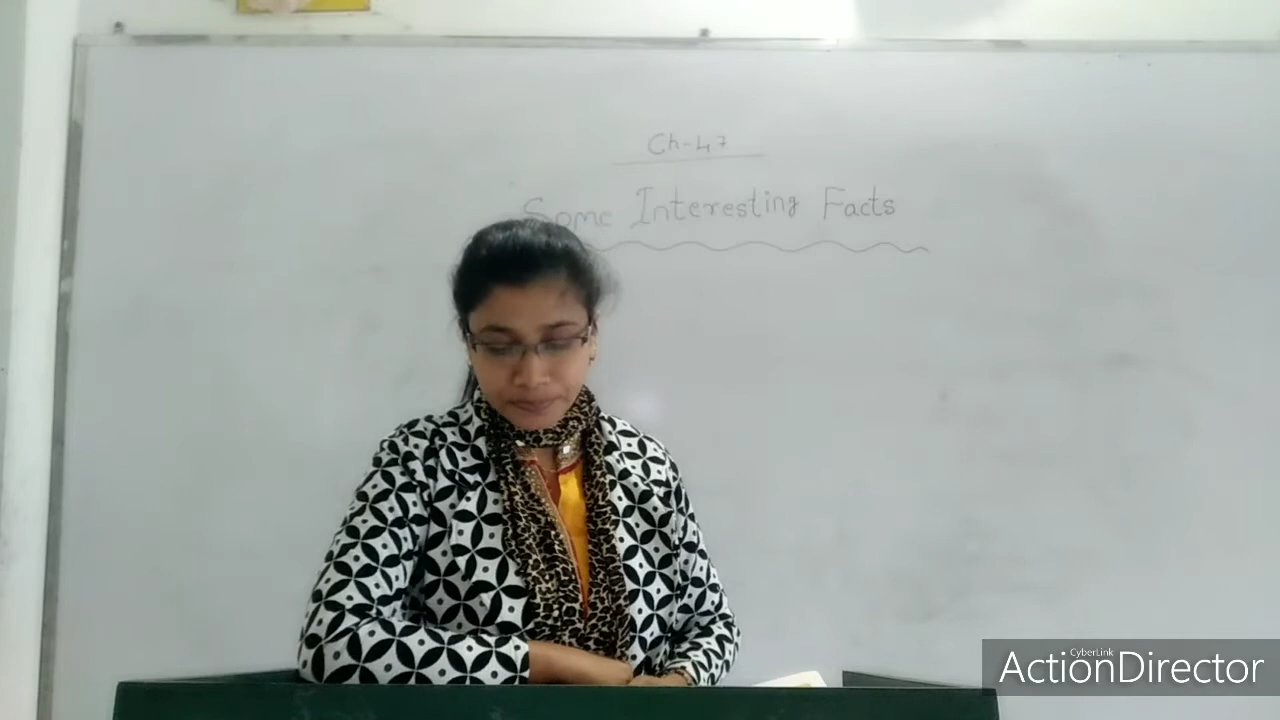 Ch-47
Some Interesting Facts
CyberLink
ActionDirector